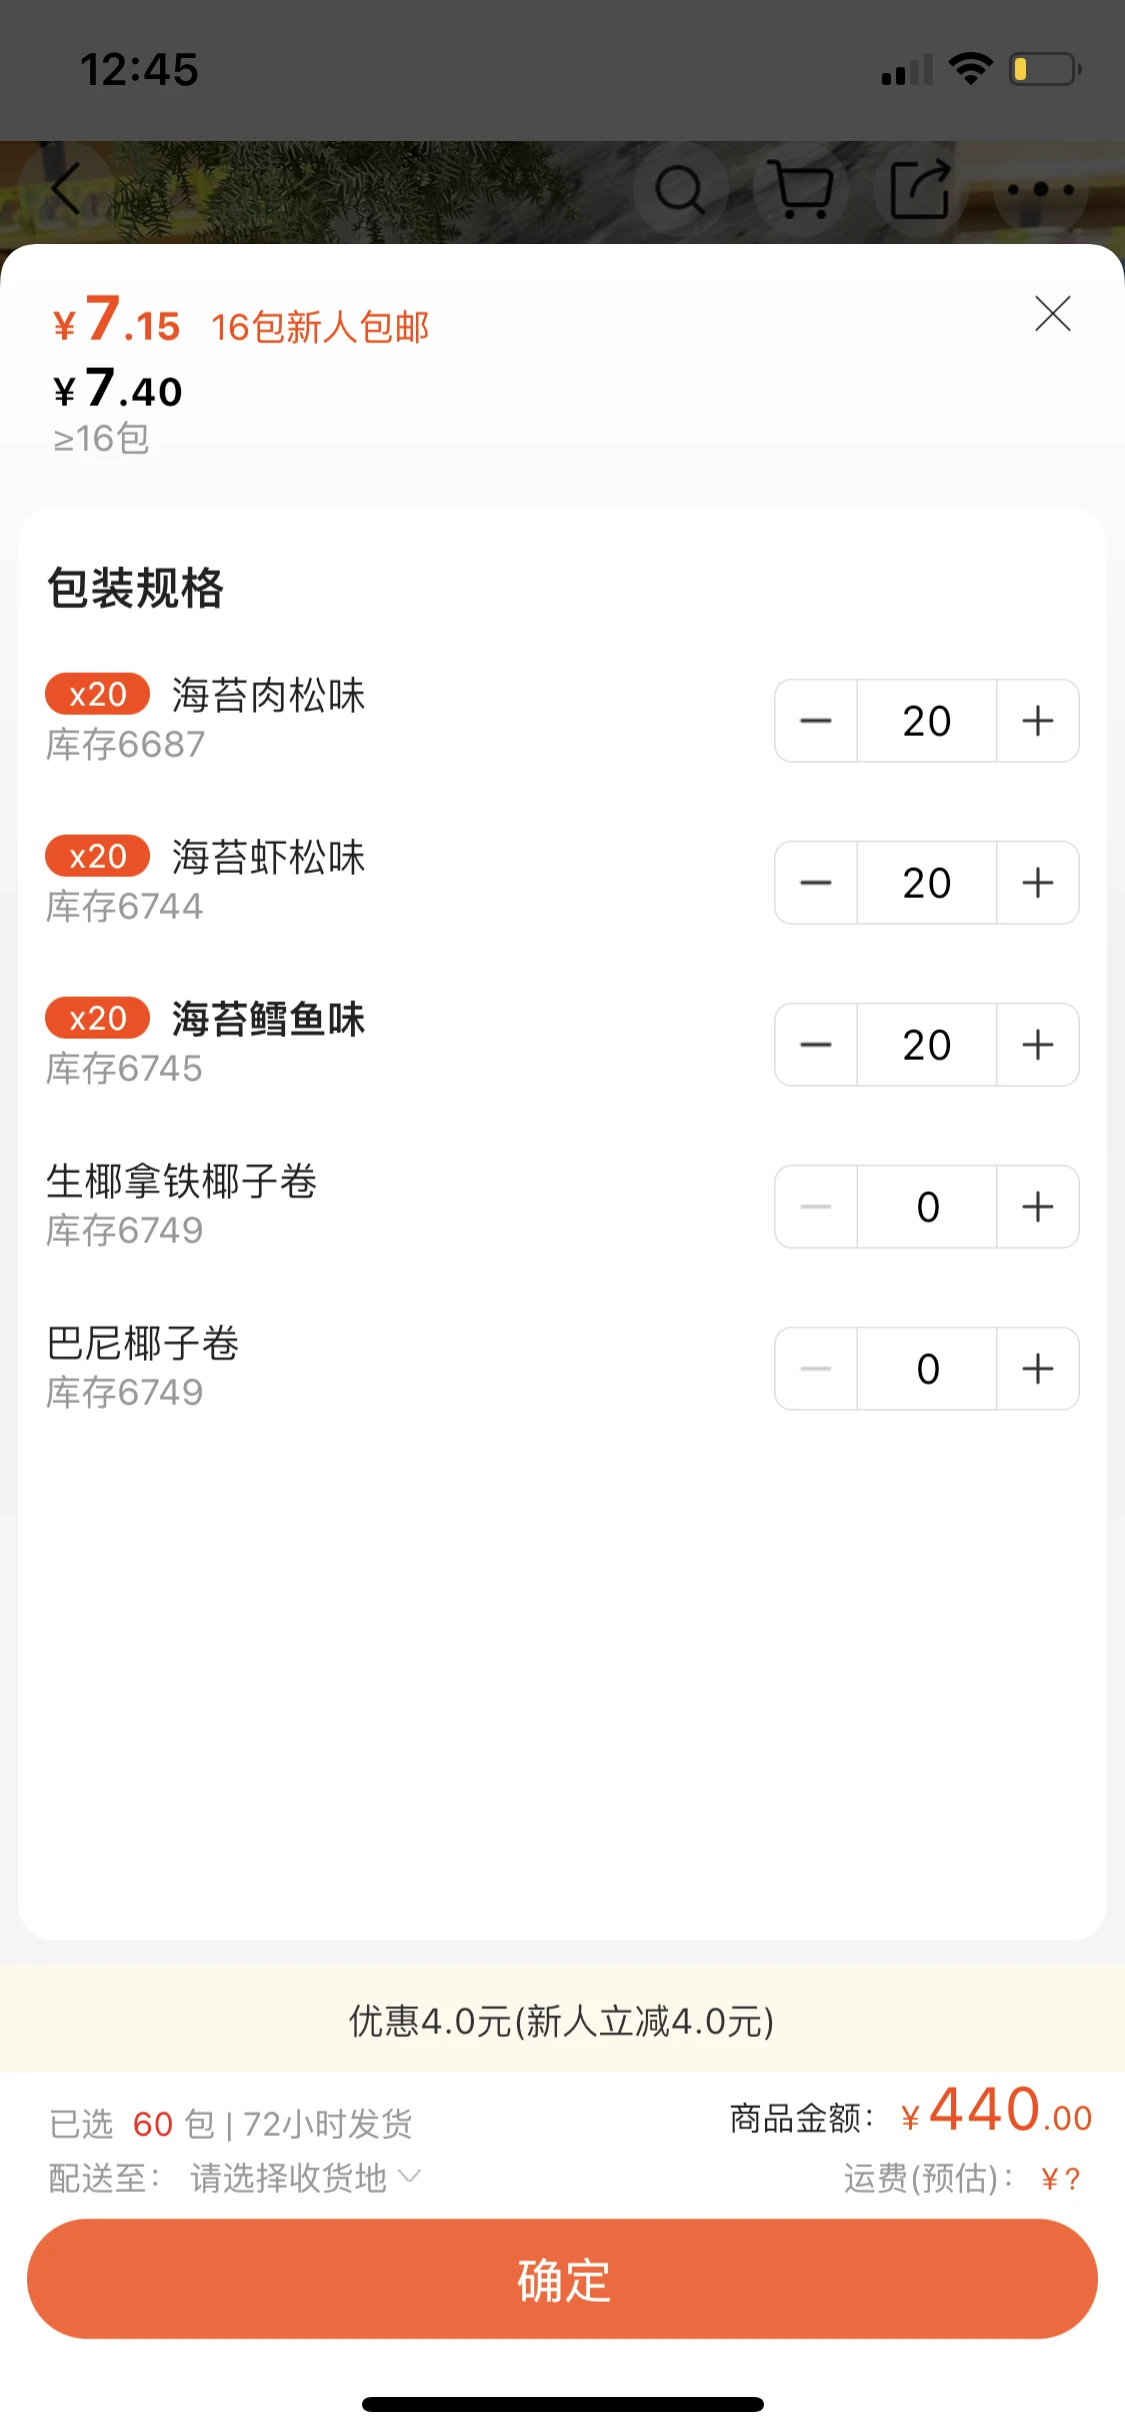 12:45
¥7.15 16包新人包邮
¥7.40
≥16包
包装规格
x20 海苔肉松味
库存6687
20
x20 海苔虾松味
库存6744
20
x20 海苔鳕鱼味
库存6745
20
生椰拿铁椰子卷
库存6749
0
巴尼椰子卷
库存6749
0
优惠4.0元(新人立减4.0元)
已选 60 包 | 72小时发货
商品金额: ¥440.00
配送至: 请选择收货地
运费(预估): ¥?
确定